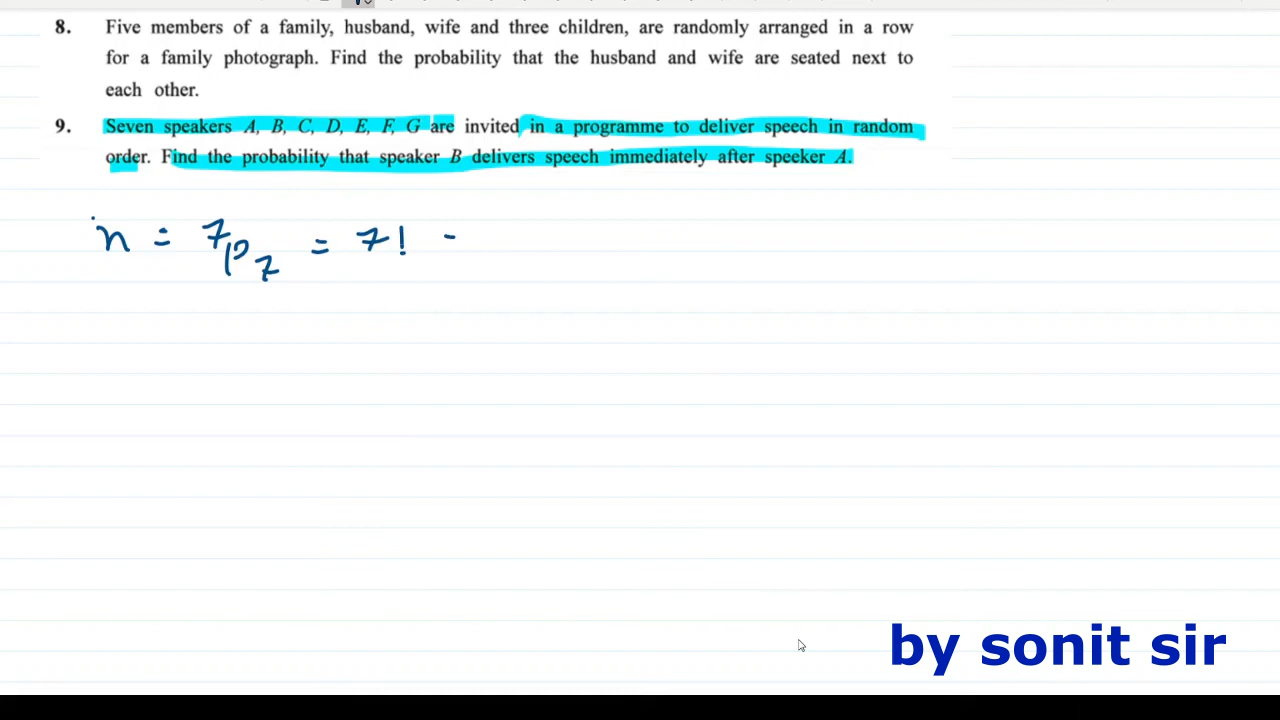 8. Five members of a family, husband, wife and three children, are randomly arranged in a row
for a family photograph. Find the probability that the husband and wife are seated next to
each other.
9. Seven speakers A, B, C, D, E, F, G are invited in a programme to deliver speech in random
order. Find the probability that speaker B delivers speech immediately after speeker A.
n = 7P7 = 7! -
by sonit sir